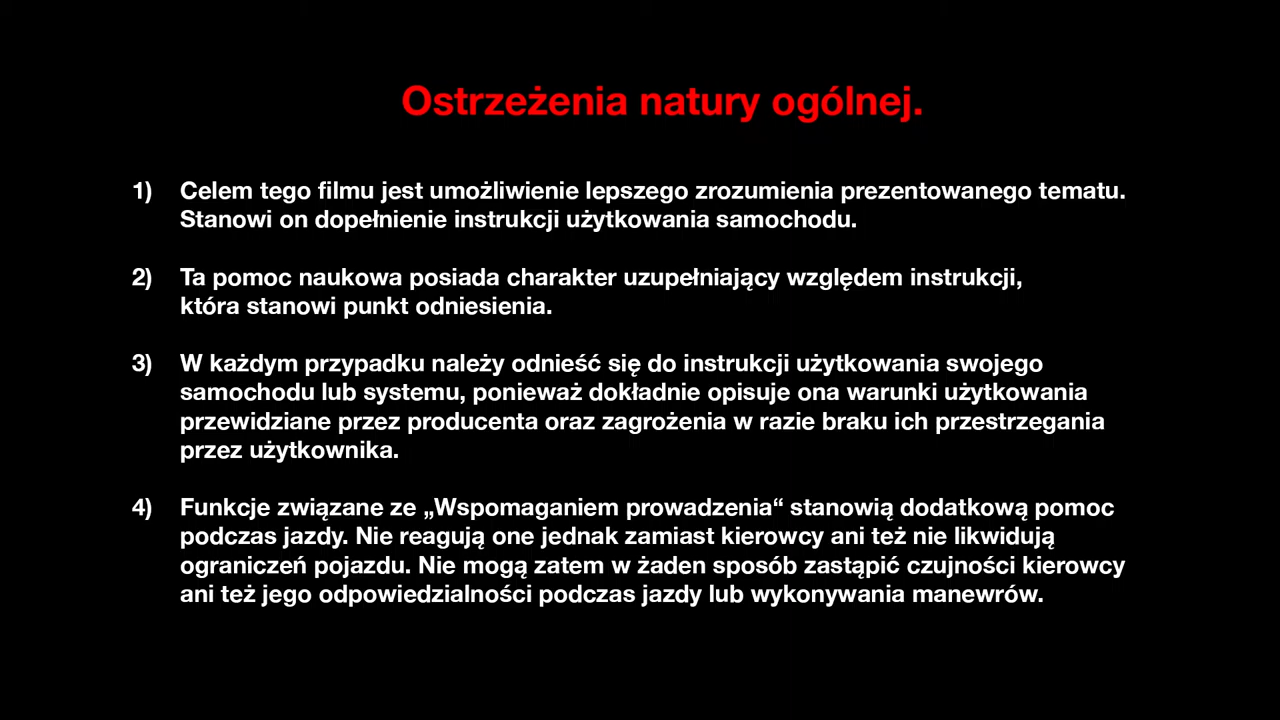 Ostrzeżenia natury ogólnej.
1) Celem tego filmu jest umożliwienie lepszego zrozumienia prezentowanego tematu.
Stanowi on dopełnienie instrukcji użytkowania samochodu.
2) Ta pomoc naukowa posiada charakter uzupełniający względem instrukcji,
która stanowi punkt odniesienia.
3) W każdym przypadku należy odnieść się do instrukcji użytkowania swojego
samochodu lub systemu, ponieważ dokładnie opisuje ona warunki użytkowania
przewidziane przez producenta oraz zagrożenia w razie braku ich przestrzegania
przez użytkownika.
4) Funkcje związane ze „Wspomaganiem prowadzenia“ stanowią dodatkową pomoc
podczas jazdy. Nie reagują one jednak zamiast kierowcy ani też nie likwidują
ograniczeń pojazdu. Nie mogą zatem w żaden sposób zastąpić czujności kierowcy
ani też jego odpowiedzialności podczas jazdy lub wykonywania manewrów.